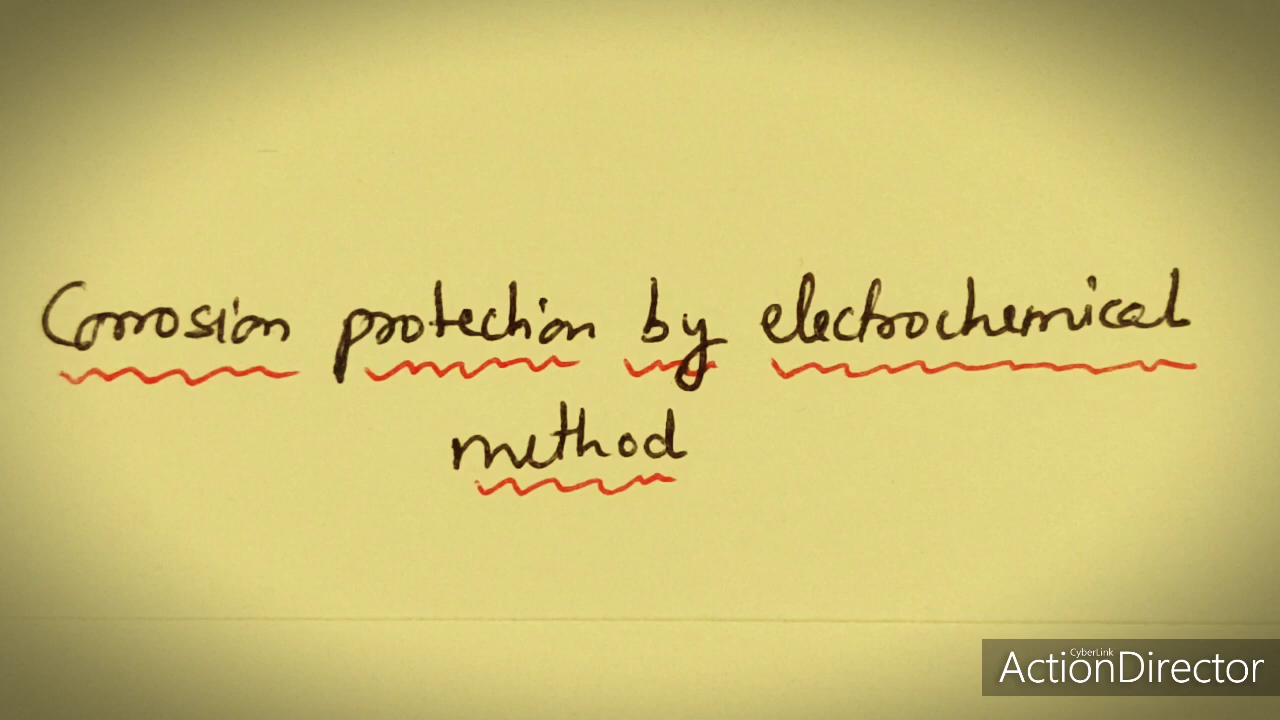 Corrosion protection by electrochemical
method
CyberLink
ActionDirector